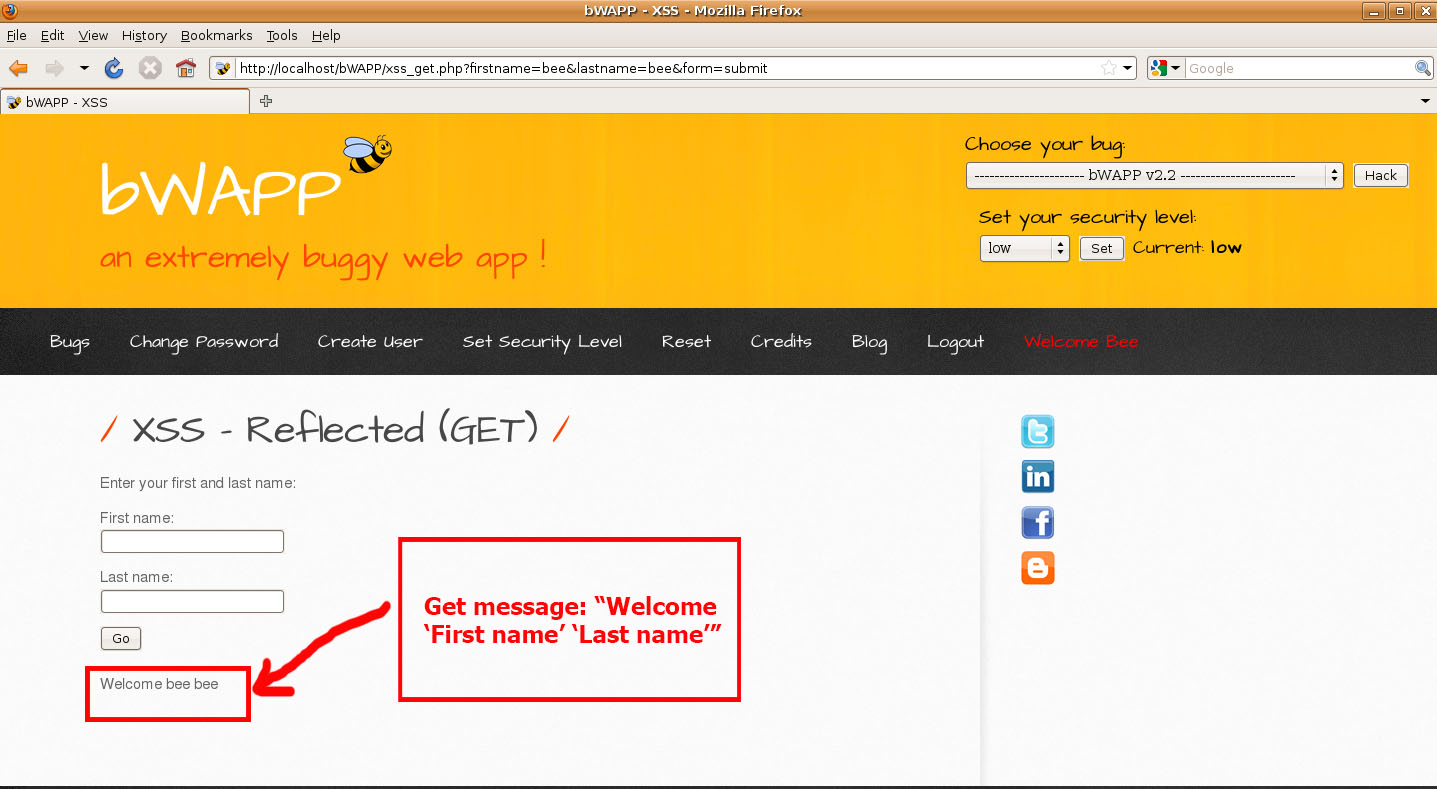 bWAPP - XSS - Mozilla Firefox
File Edit View History Bookmarks Tools Help
http://localhost/bWAPP/xss_get.php?firstname=bee&lastname=bee&form=submit
Google
bWAPP - XSS
bWAPP
an extremely buggy web app !
Choose your bug:
---------------------- bWAPP v2.2 -----------------------
Hack
Set your security level:
low
Set
Current: low
Bugs Change Password Create User Set Security Level Reset Credits Blog Logout Welcome Bee
/ XSS - Reflected (GET) /
Enter your first and last name:
First name:
Last name:
Go
Welcome bee bee
Get message: “Welcome
‘First name’ ‘Last name’”